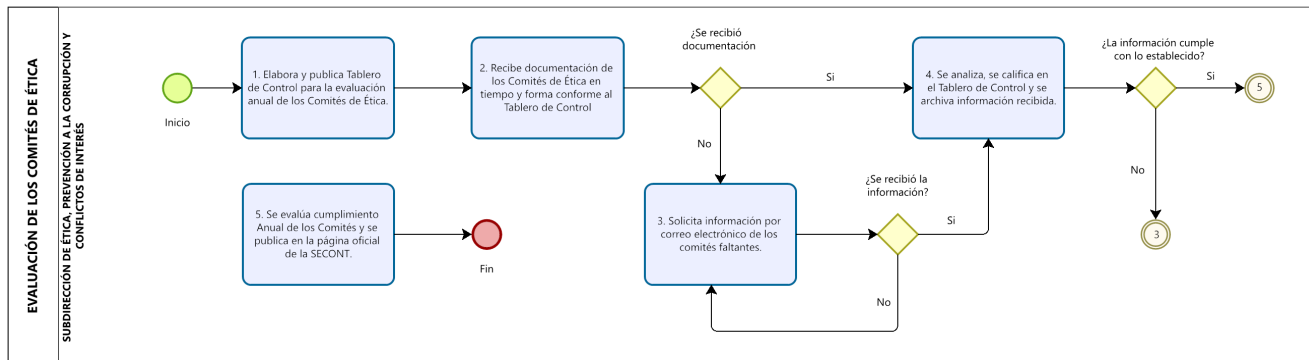 EVALUACIÓN DE LOS COMITÉS DE ÉTICA
SUBDIRECCIÓN DE ÉTICA, PREVENCIÓN A LA CORRUPCIÓN Y
CONFLICTOS DE INTERÉS
Inicio
1. Elabora y publica Tablero
de Control para la evaluación
anual de los Comités de Ética.
2. Recibe documentación de
los Comités de Ética en
tiempo y forma conforme al
Tablero de Control
¿Se recibió
documentación
Si
No
3. Solicita información por
correo electrónico de los
comités faltantes.
¿Se recibió la
información?
Si
No
4. Se analiza, se califica en
el Tablero de Control y se
archiva información recibida.
¿La información cumple
con lo establecido?
Si
5
No
3
5. Se evalúa cumplimiento
Anual de los Comités y se
publica en la página oficial
de la SECONT.
Fin